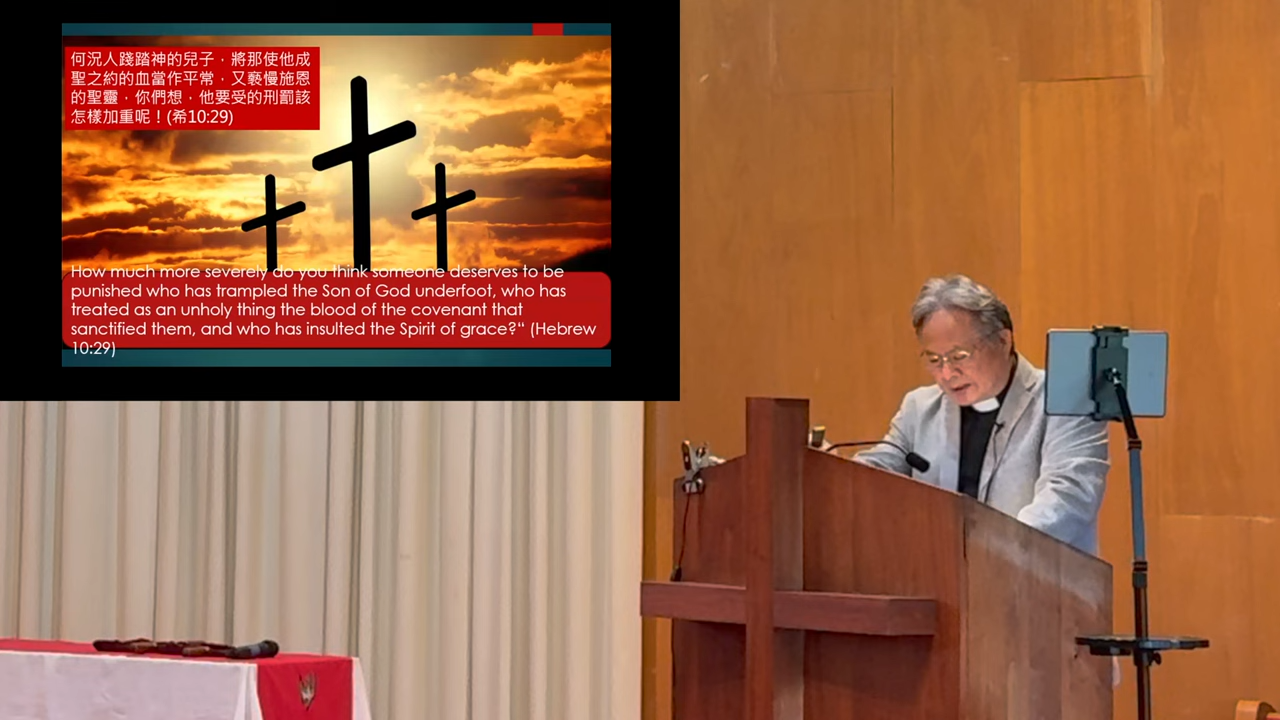 何況人踐踏神的兒子，將那使他成
聖之約的血當作平常，又褻慢施恩
的聖靈，你們想，他要受的刑罰該
怎樣加重呢！(希10:29)
How much more severely do you think someone deserves to be
punished who has trampled the Son of God underfoot, who has
treated as an unholy thing the blood of the covenant that
sanctified them, and who has insulted the Spirit of grace?“ (Hebrew
10:29)